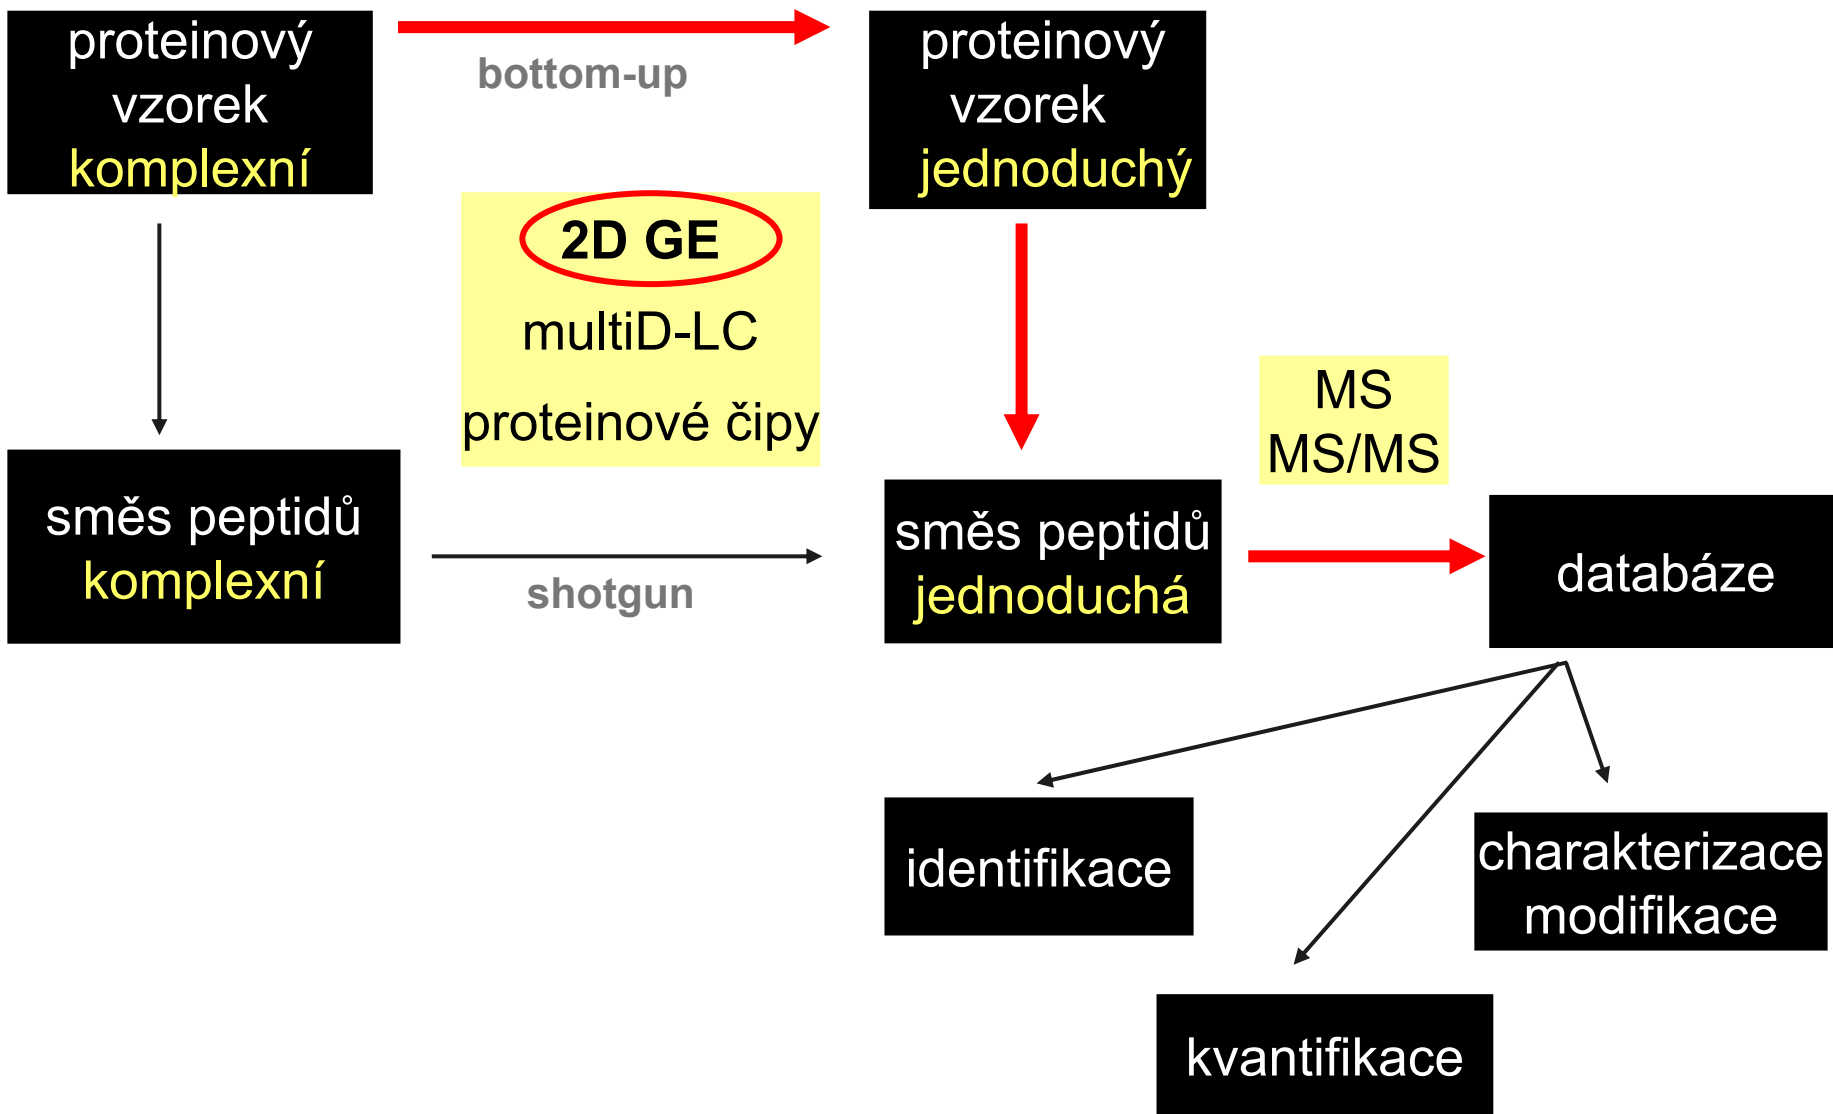 proteinový
vzorek
komplexní
bottom-up
proteinový
vzorek
jednoduchý
2D GE
multiD-LC
proteinové čipy
MS
MS/MS
směs peptidů
komplexní
shotgun
směs peptidů
jednoduchá
databáze
identifikace
charakterizace
modifikace
kvantifikace